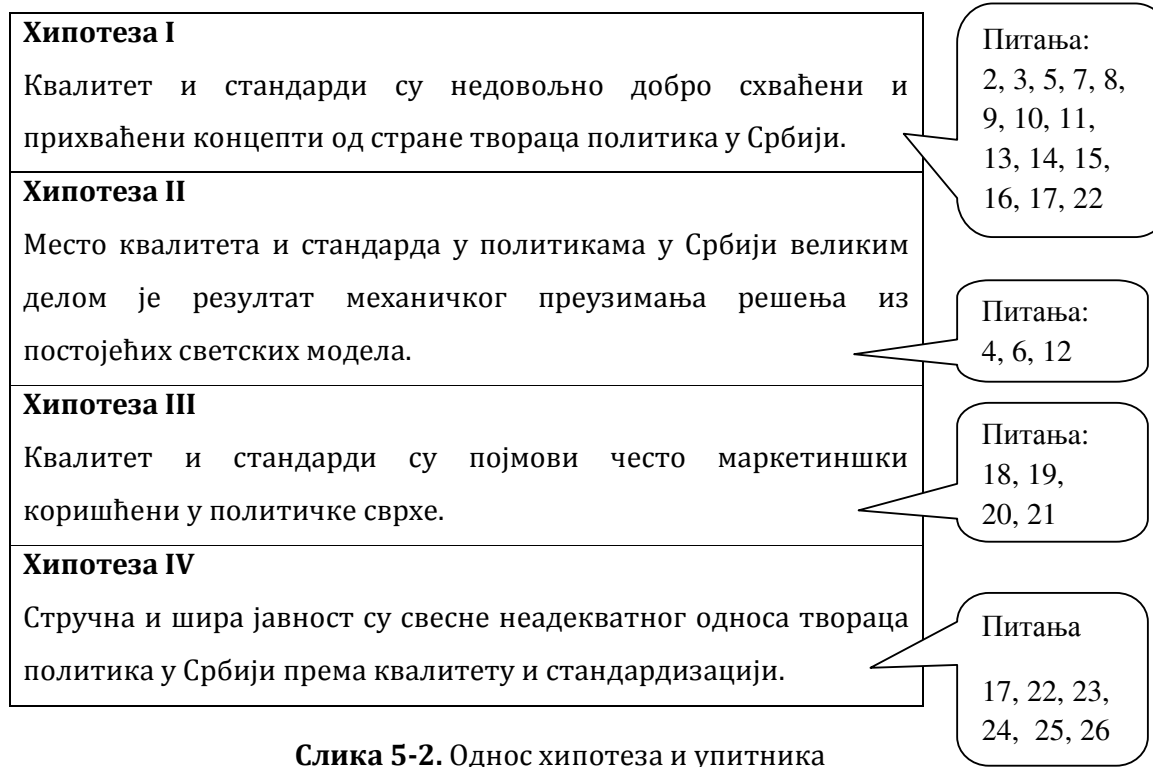 Хипотеза I
Квалитет и стандарди су недовољно добро схваћени и
прихваћени концепти од стране твораца политика у Србији.
Питања:
2, 3, 5, 7, 8,
9, 10, 11,
13, 14, 15,
16, 17, 22
Хипотеза II
Место квалитета и стандарда у политикама у Србији великим
делом је резултат механичког преузимања решења из
постојећих светских модела.
Питања:
4, 6, 12
Хипотеза III
Квалитет и стандарди су појмови често маркетиншки
коришћени у политичке сврхе.
Питања:
18, 19,
20, 21
Хипотеза IV
Стручна и шира јавност су свесне неадекватног односа твораца
политика у Србији према квалитету и стандардизацији.
Питања
17, 22, 23,
24, 25, 26
Слика 5-2. Однос хипотеза и упитника